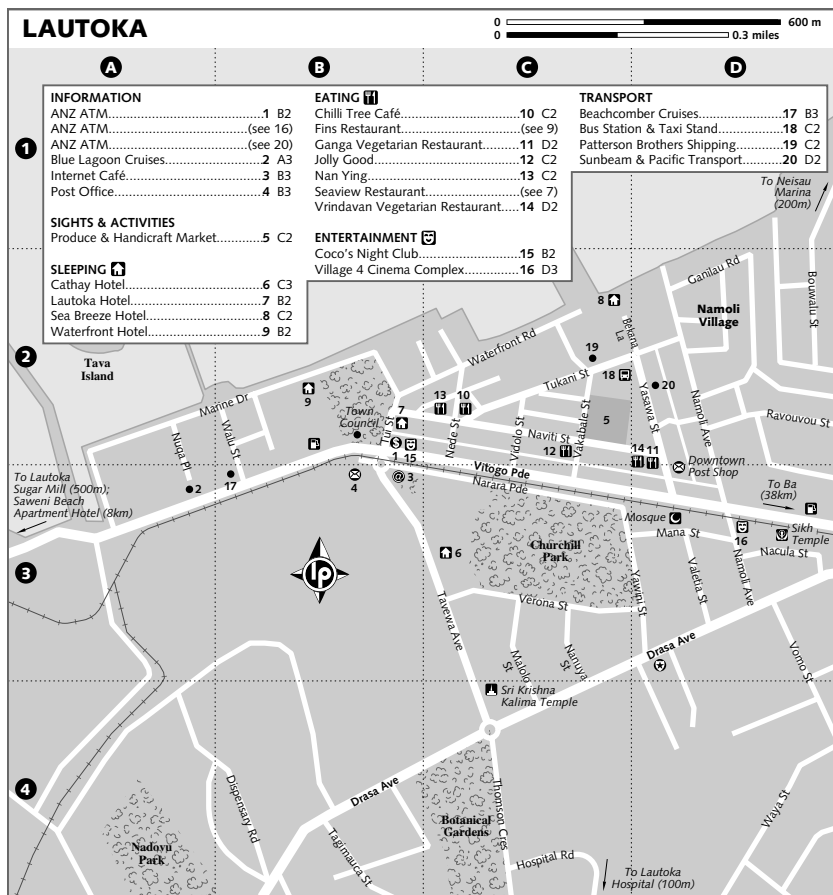 LAUTOKA
0 600 m
0 0.3 miles
A B C D
INFORMATION
ANZ ATM 1 B2
ANZ ATM (see 16)
ANZ ATM (see 20)
Blue Lagoon Cruises 2 A3
Internet Café 3 B3
Post Office 4 B3
SIGHTS & ACTIVITIES
Produce & Handicraft Market 5 C2
SLEEPING
Cathay Hotel 6 C3
Lautoka Hotel 7 B2
Sea Breeze Hotel 8 C2
Waterfront Hotel 9 B2
EATING
Chilli Tree Café 10 C2
Fins Restaurant (see 9)
Ganga Vegetarian Restaurant 11 D2
Jolly Good 12 C2
Nan Ying 13 C2
Seaview Restaurant (see 7)
Vrindavan Vegetarian Restaurant 14 D2
ENTERTAINMENT
Coco's Night Club 15 B2
Village 4 Cinema Complex 16 D3
TRANSPORT
Beachcomber Cruises 17 B3
Bus Station & Taxi Stand 18 C2
Patterson Brothers Shipping 19 C2
Sunbeam & Pacific Transport 20 D2
1
To Neisau
Marina
(200m)
Ganilau Rd
Bouwalu St
8
Bekana
La
Namoli
Village
2
Tava
Island
Waterfront Rd
19
Tukani St
18
20
Marine Dr
9
Town
Council
Tui St
7
13 10
Nede St
Vidolo St
Naviti St
Yakabale St
5
Yasawa St
Namoli Ave
Ravouvou St
Nuqa Pl
Walu St
1 15
12
14 11
Downtown
Post Shop
Vitogo Pde
Narara Pde
To Lautoka
Sugar Mill (500m);
Saweni Beach
Apartment Hotel (8km)
2
17
4
@ 3
To Ba
(38km)
Mosque
Mana St
16
Sikh
Temple
Nacula St
3
lp
6
Churchill
Park
Tavewa Ave
Verona St
Yawini St
Valetia St
Namoli Ave
Malolo
St
Nanuya
St
Drasa Ave
Vomo St
Sri Krishna
Kalima Temple
4
Drasa Ave
Dispensary Rd
Tagimauca St
Nadovu
Park
Botanical
Gardens
Thomson Cres
Hospital Rd
To Lautoka
Hospital (100m)
Waya St